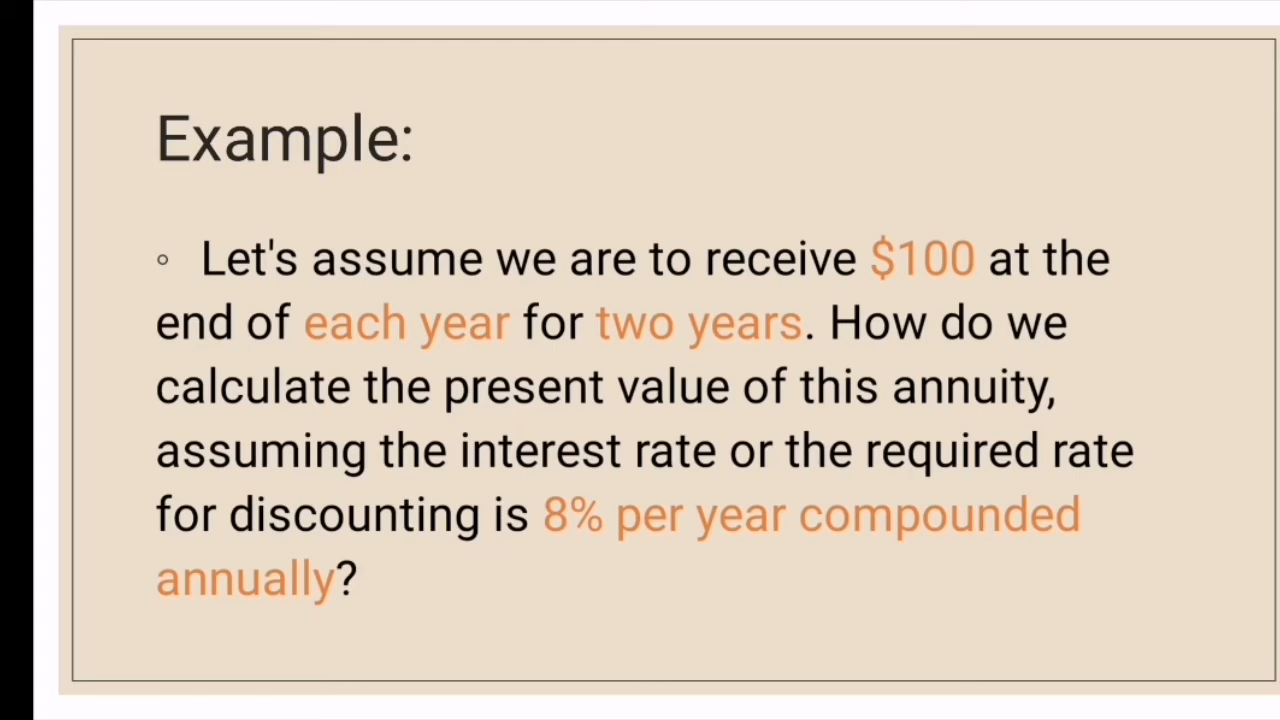 Example:
◦ Let's assume we are to receive $100 at the
end of each year for two years. How do we
calculate the present value of this annuity,
assuming the interest rate or the required rate
for discounting is 8% per year compounded
annually?